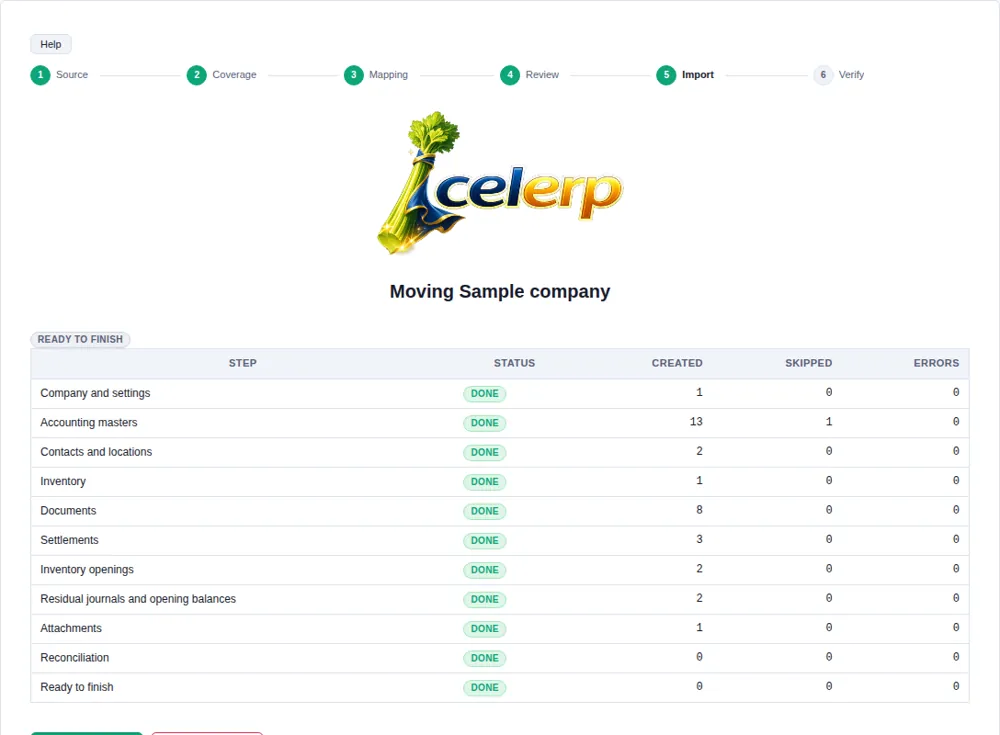 Help
1 Source 2 Coverage 3 Mapping 4 Review 5 Import 6 Verify
celerp
Moving Sample company
READY TO FINISH
STEP STATUS CREATED SKIPPED ERRORS
Company and settings DONE 1 0 0
Accounting masters DONE 13 1 0
Contacts and locations DONE 2 0 0
Inventory DONE 1 0 0
Documents DONE 8 0 0
Settlements DONE 3 0 0
Inventory openings DONE 2 0 0
Residual journals and opening balances DONE 2 0 0
Attachments DONE 1 0 0
Reconciliation DONE 0 0 0
Ready to finish DONE 0 0 0